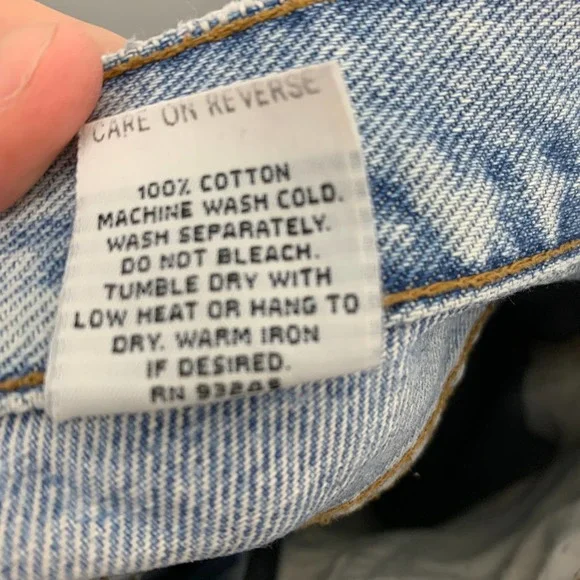 CARE ON REVERSE
100% COTTON
MACHINE WASH COLD.
WASH SEPARATELY.
DO NOT BLEACH.
TUMBLE DRY WITH
LOW HEAT OR HANG TO
DRY. WARM IRON
IF DESIRED.
RN